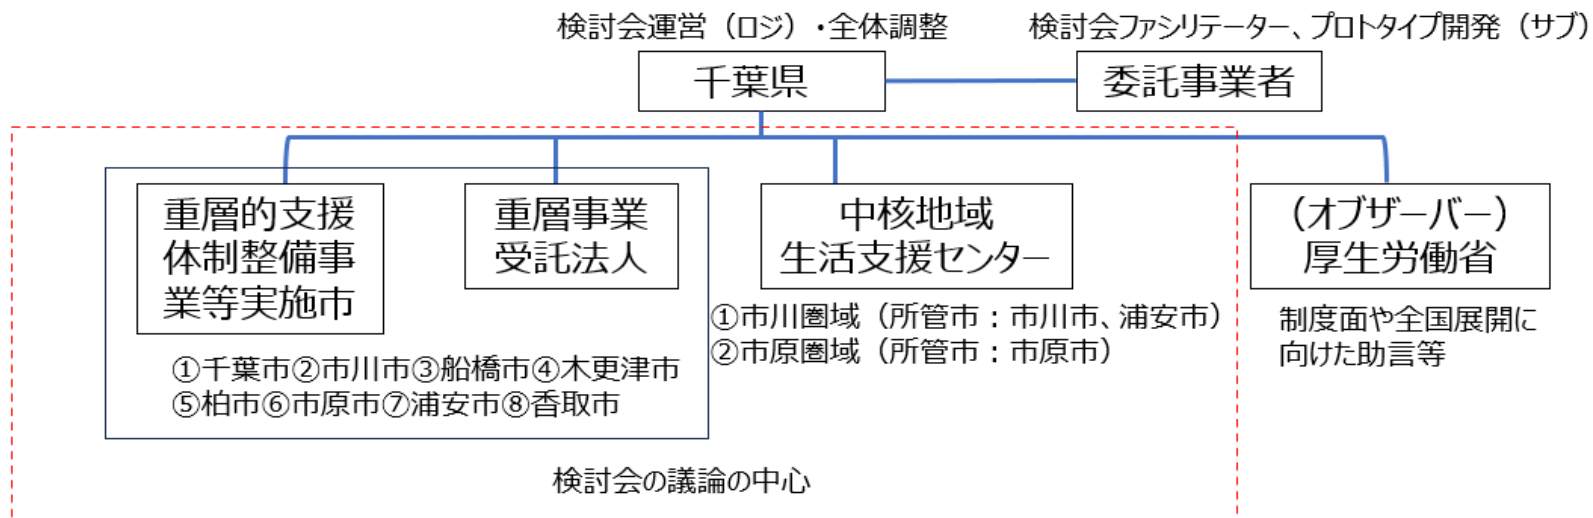 検討会運営（ロジ）・全体調整
検討会ファシリテーター、プロトタイプ開発（サブ）
千葉県
委託事業者
重層的支援
体制整備事
業等実施市
重層事業
受託法人
中核地域
生活支援センター
（オブザーバー）
厚生労働省
①市川圏域（所管市：市川市、浦安市）
②市原圏域（所管市：市原市）
制度面や全国展開に
向けた助言等
①千葉市②市川市③船橋市④木更津市
⑤柏市⑥市原市⑦浦安市⑧香取市
検討会の議論の中心